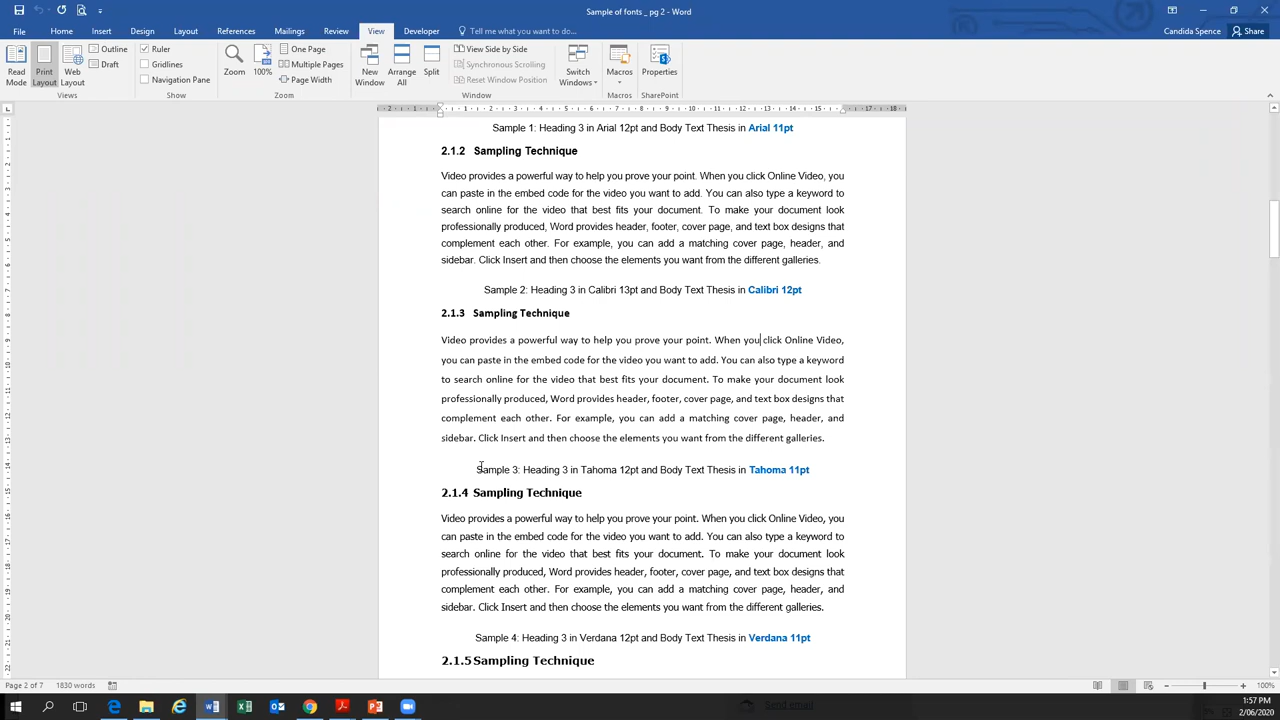 Sample of fonts _ pg 2 - Word
File Home Insert Design Layout References Mailings Review View Developer Tell me what you want to do... Candida Spence Share
Read Mode
Print Layout
Web Layout
Outline
Draft
Views
Ruler
Gridlines
Navigation Pane
Show
Zoom
100%
One Page
Multiple Pages
Page Width
Zoom
New Window
Arrange All
Split
View Side by Side
Synchronous Scrolling
Reset Window Position
Window
Switch Windows
Macros
Macros
Properties
SharePoint
Sample 1: Heading 3 in Arial 12pt and Body Text Thesis in Arial 11pt
2.1.2 Sampling Technique
Video provides a powerful way to help you prove your point. When you click Online Video, you
can paste in the embed code for the video you want to add. You can also type a keyword to
search online for the video that best fits your document. To make your document look
professionally produced, Word provides header, footer, cover page, and text box designs that
complement each other. For example, you can add a matching cover page, header, and
sidebar. Click Insert and then choose the elements you want from the different galleries.
Sample 2: Heading 3 in Calibri 13pt and Body Text Thesis in Calibri 12pt
2.1.3 Sampling Technique
Video provides a powerful way to help you prove your point. When you click Online Video,
you can paste in the embed code for the video you want to add. You can also type a keyword
to search online for the video that best fits your document. To make your document look
professionally produced, Word provides header, footer, cover page, and text box designs that
complement each other. For example, you can add a matching cover page, header, and
sidebar. Click Insert and then choose the elements you want from the different galleries.
Sample 3: Heading 3 in Tahoma 12pt and Body Text Thesis in Tahoma 11pt
2.1.4 Sampling Technique
Video provides a powerful way to help you prove your point. When you click Online Video, you
can paste in the embed code for the video you want to add. You can also type a keyword to
search online for the video that best fits your document. To make your document look
professionally produced, Word provides header, footer, cover page, and text box designs that
complement each other. For example, you can add a matching cover page, header, and
sidebar. Click Insert and then choose the elements you want from the different galleries.
Sample 4: Heading 3 in Verdana 12pt and Body Text Thesis in Verdana 11pt
2.1.5 Sampling Technique
Page 2 of 7 1830 words 100%
Send email
1:57 PM
2/06/2020